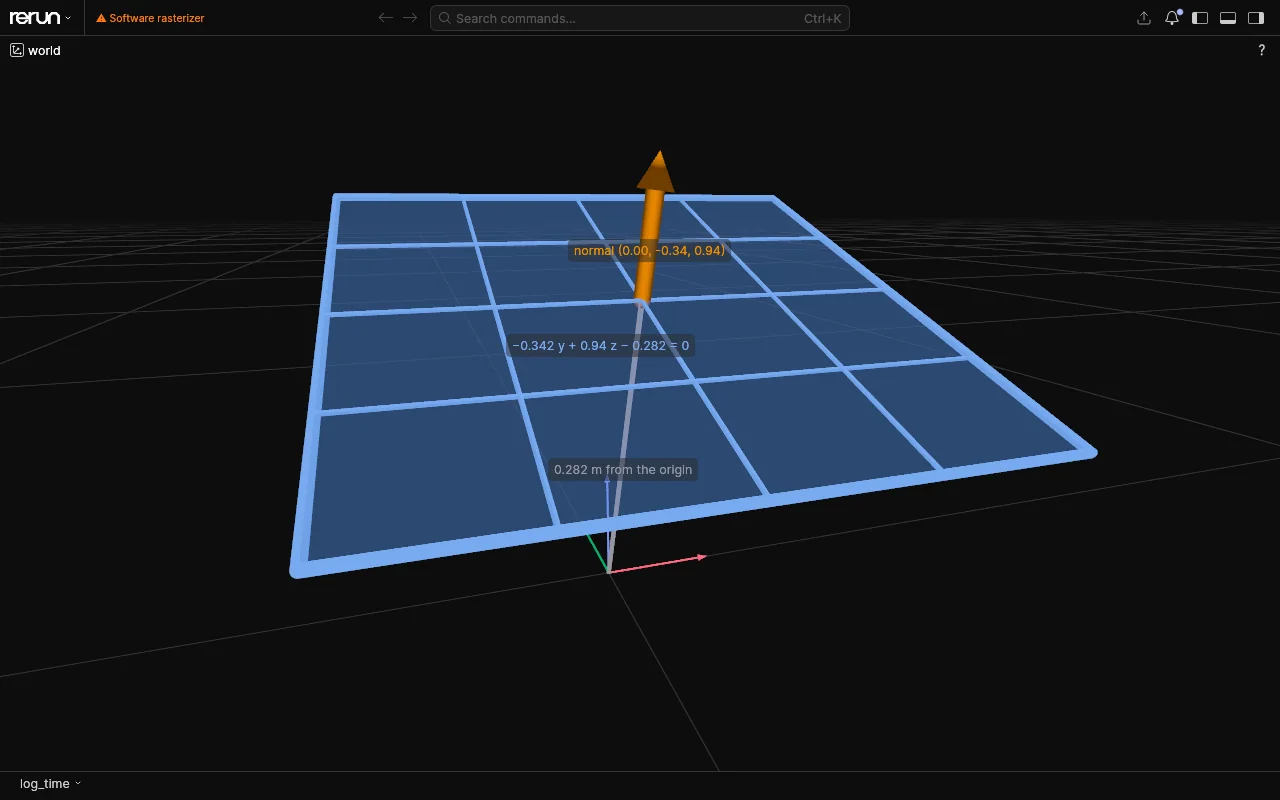 rerun
Software rasterizer
Search commands...
Ctrl+K
world
?
normal (0.00, -0.34, 0.94)
−0.342 y + 0.94 z − 0.282 = 0
0.282 m from the origin
log_time